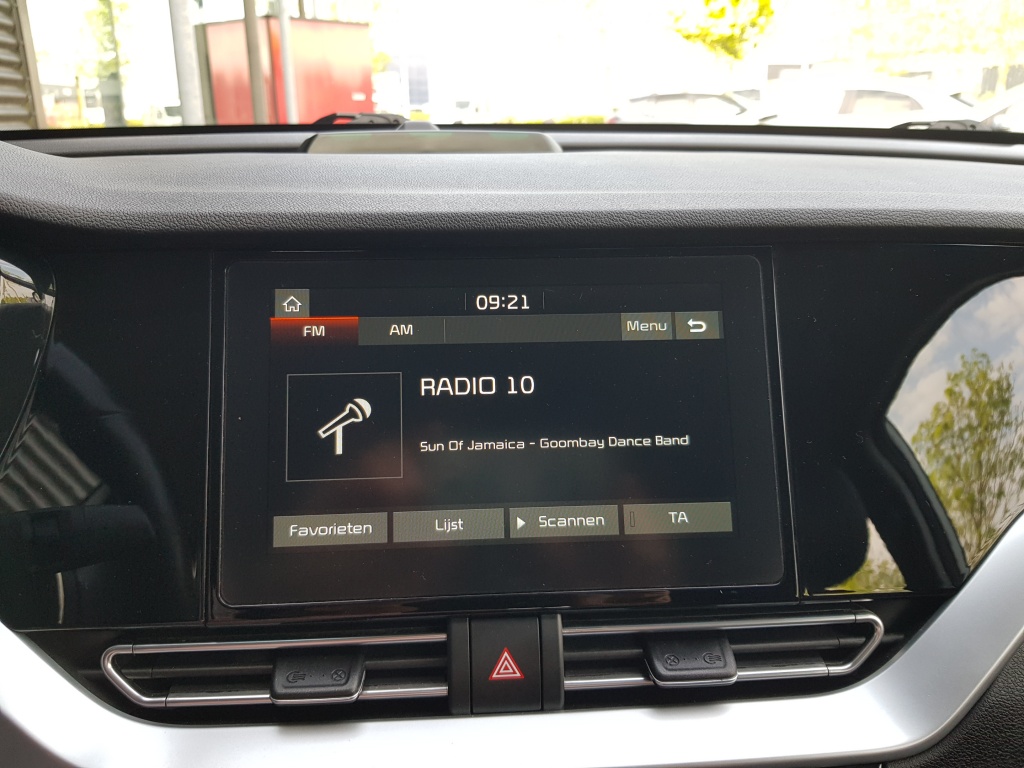 09:21
FM AM Menu
RADIO 10
Sun Of Jamaica - Goombay Dance Band
Favorieten Lijst Scannen TA